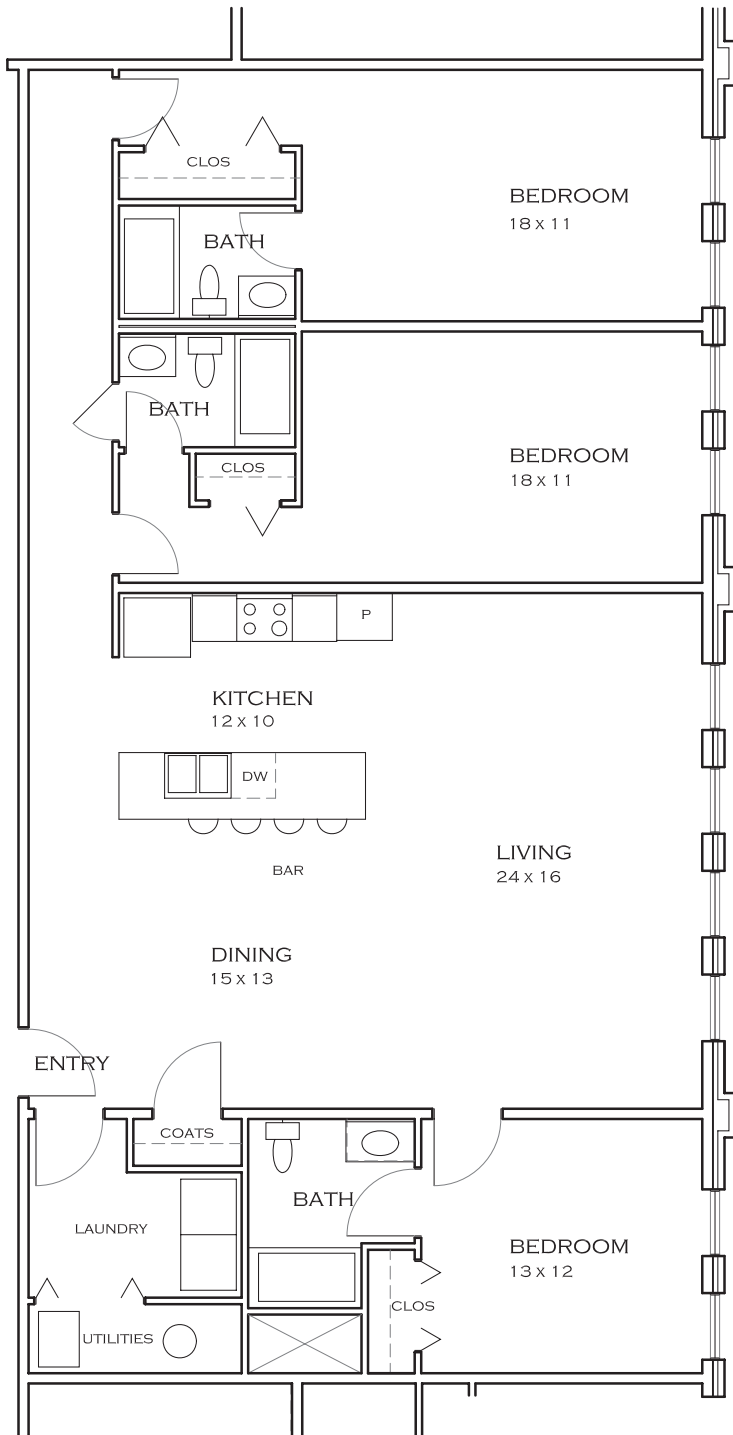 CLOS
BEDROOM
18 x 11
BATH
BATH
CLOS
BEDROOM
18 x 11
P
KITCHEN
12 x 10
DW
BAR
LIVING
24 x 16
DINING
15 x 13
ENTRY
COATS
BATH
LAUNDRY
BEDROOM
13 x 12
CLOS
UTILITIES